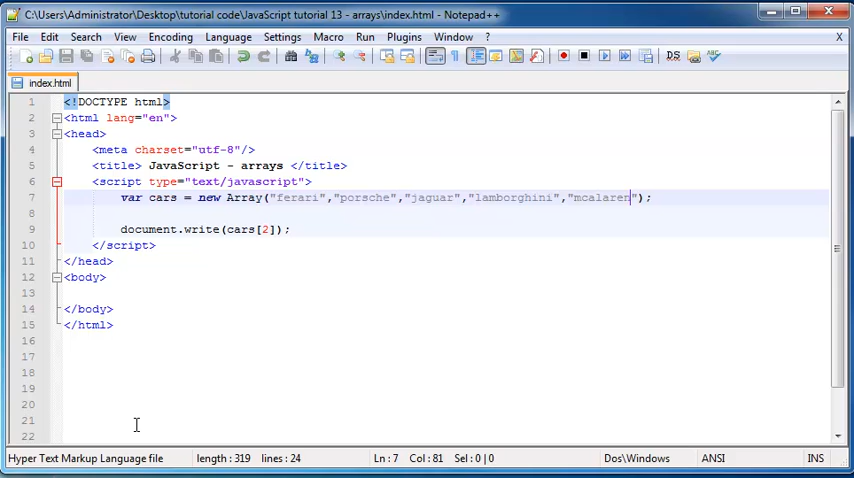 C:\Users\Administrator\Desktop\tutorial code\JavaScript tutorial 13 - arrays\index.html - Notepad++
File Edit Search View Encoding Language Settings Macro Run Plugins Window ? X
index.html
1 <!DOCTYPE html>
2 <html lang="en">
3 <head>
4 <meta charset="utf-8"/>
5 <title> JavaScript - arrays </title>
6 <script type="text/javascript">
7 var cars = new Array("ferari","porsche","jaguar","lamborghini","mcalaren");
8
9 document.write(cars[2]);
10 </script>
11 </head>
12 <body>
13
14 </body>
15 </html>
16
17
18
19
20
21
22
Hyper Text Markup Language file length : 319 lines : 24 Ln : 7 Col : 81 Sel : 0 | 0 Dos\Windows ANSI INS